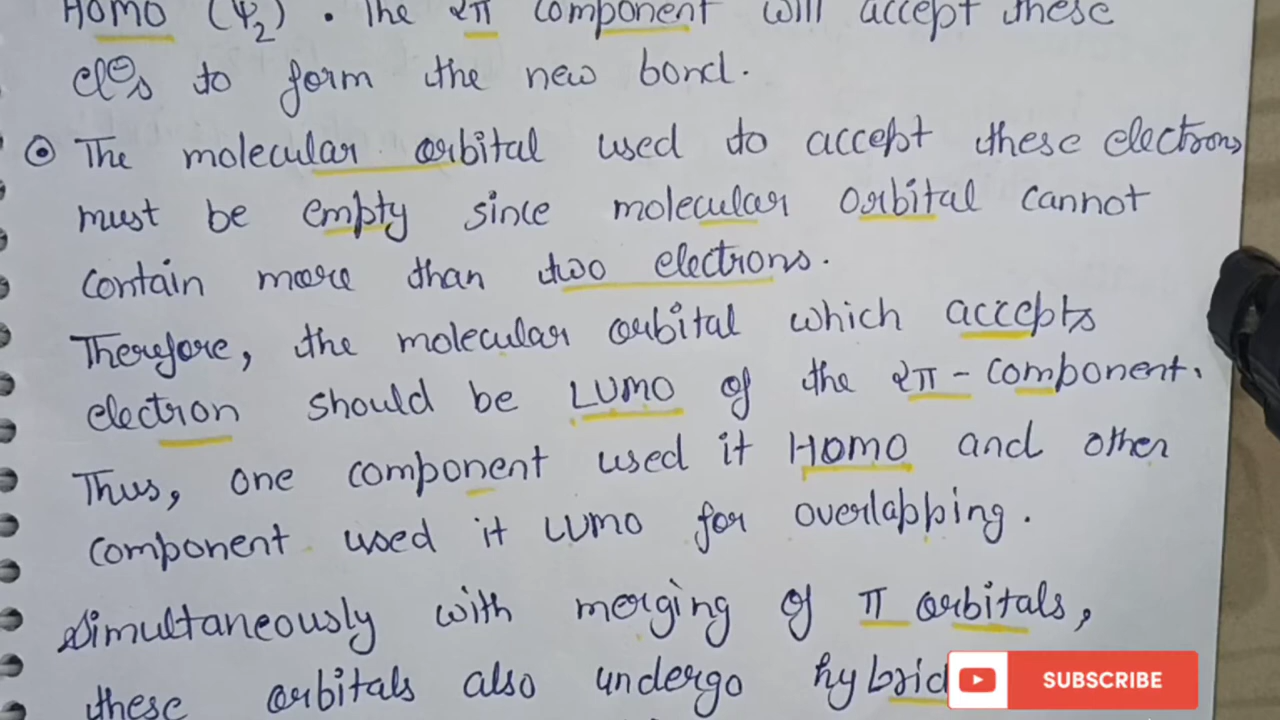 HOMO (Ψ2). The 2π component will accept these
el⊖s to form the new bond.
⊙ The molecular orbital used to accept these electrons
must be empty since molecular orbital cannot
contain more than two electrons.
Therefore, the molecular orbital which accepts
electron should be LUMO of the 2π - component.
Thus, one component used it HOMO and other
component used it LUMO for overlapping.
Simultaneously with merging of π orbitals,
these orbitals also undergo hybrid
SUBSCRIBE